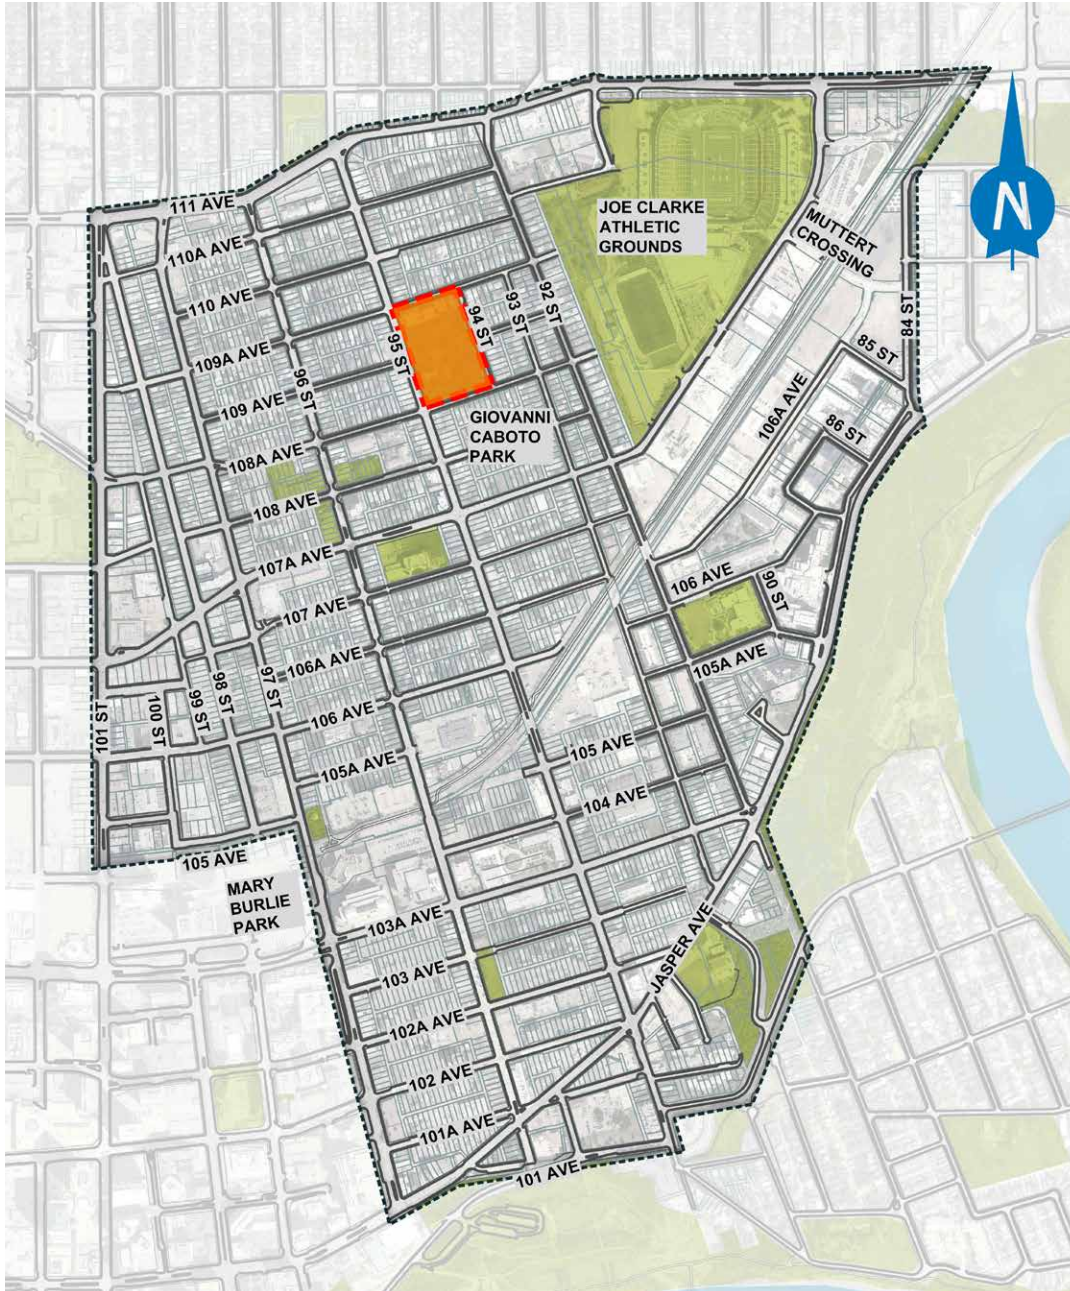 N
111 AVE
110A AVE
110 AVE
109A AVE
109 AVE
108A AVE
108 AVE
107A AVE
107 AVE
106A AVE
106 AVE
105A AVE
JOE CLARKE
ATHLETIC
GROUNDS
MUTTERT
CROSSING
92 ST
93 ST
94 ST
95 ST
96 ST
84 ST
85 ST
86 ST
106A AVE
GIOVANNI
CABOTO
PARK
106 AVE
90 ST
105A AVE
101 ST
100 ST
99 ST
98 ST
97 ST
105 AVE
104 AVE
105 AVE
MARY
BURLIE
PARK
103A AVE
103 AVE
102A AVE
102 AVE
101A AVE
101 AVE
JASPER AVE